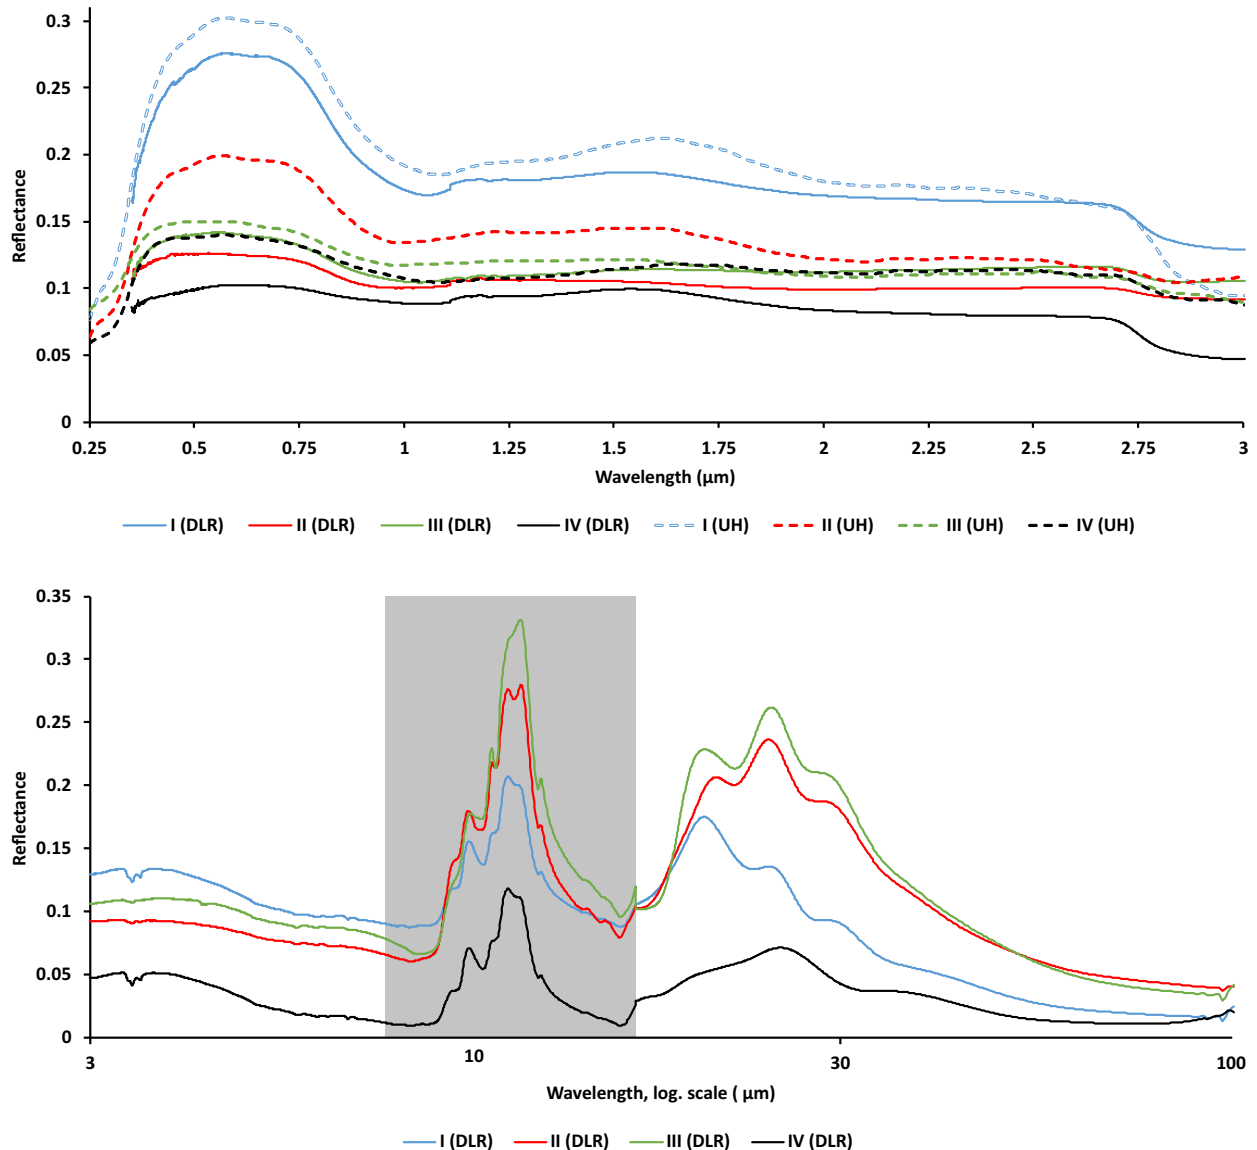 0.3
0.25
0.2
0.15
0.1
0.05
0
Reflectance
0.25 0.5 0.75 1 1.25 1.5 1.75 2 2.25 2.5 2.75 3
Wavelength (µm)
I (DLR) II (DLR) III (DLR) IV (DLR) I (UH) II (UH) III (UH) IV (UH)
0.35
0.3
0.25
0.2
0.15
0.1
0.05
0
Reflectance
3 10 30 100
Wavelength, log. scale ( µm)
I (DLR) II (DLR) III (DLR) IV (DLR)